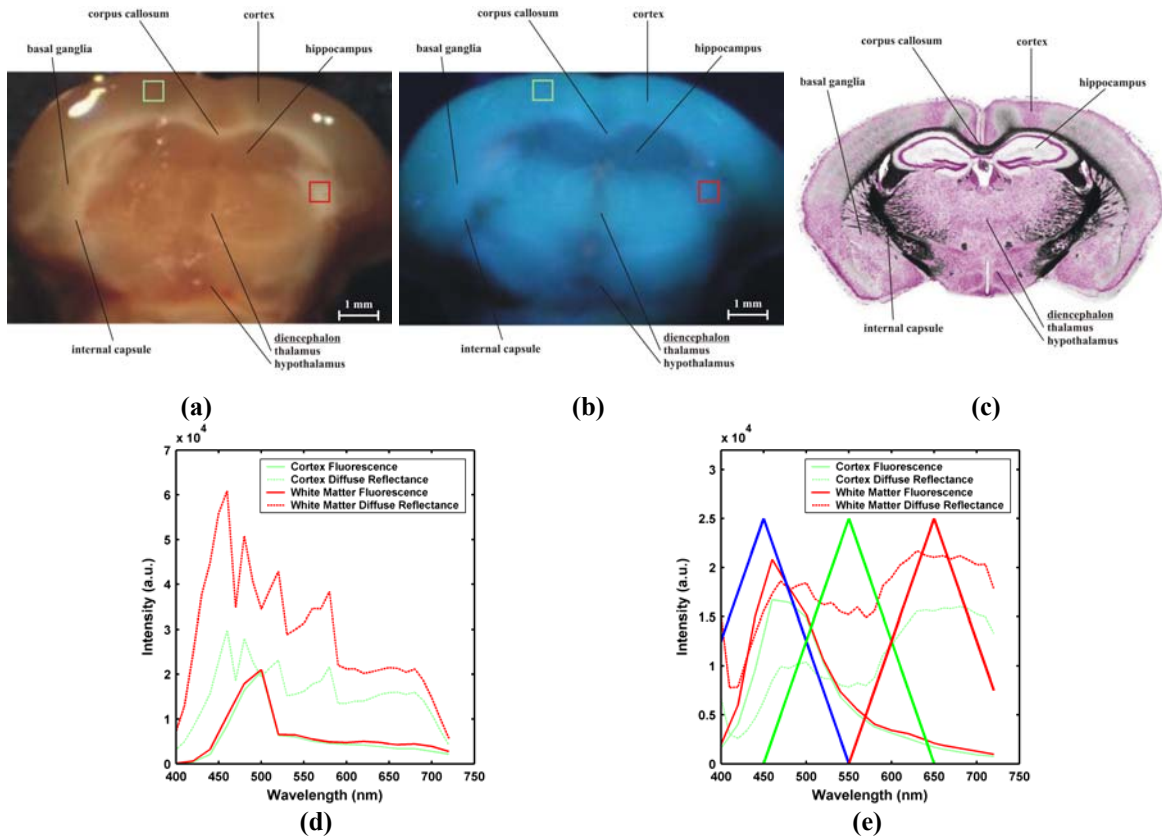 corpus callosum
cortex
basal ganglia
hippocampus
1 mm
internal capsule
diencephalon
thalamus
hypothalamus
(a)
corpus callosum
cortex
basal ganglia
hippocampus
1 mm
internal capsule
diencephalon
thalamus
hypothalamus
(b)
corpus callosum
cortex
basal ganglia
hippocampus
internal capsule
diencephalon
thalamus
hypothalamus
(c)
x 10^4
7
6
5
4
3
2
1
0
Intensity (a.u.)
Cortex Fluorescence
Cortex Diffuse Reflectance
White Matter Fluorescence
White Matter Diffuse Reflectance
400 450 500 550 600 650 700 750
Wavelength (nm)
(d)
x 10^4
3
2.5
2
1.5
1
0.5
0
Intensity (a.u.)
Cortex Fluorescence
Cortex Diffuse Reflectance
White Matter Fluorescence
White Matter Diffuse Reflectance
400 450 500 550 600 650 700 750
Wavelength (nm)
(e)